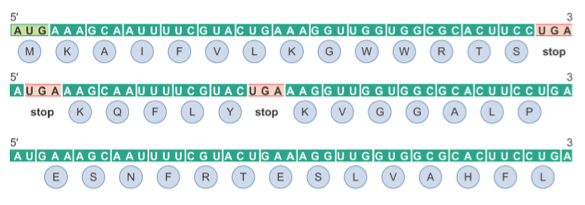 5' 3
AUGAAAGCAAUUUUCGUACUGAAAGGUUGGUGGCGCACUUCCUGA
M K A I F V L K G W W R T S stop
5' 3
AUGAAAGCAAUUUUCGUACUGAAAGGUUGGUGGCGCACUUCCUGA
stop K Q F L Y stop K V G G A L P
5' 3
AUGAAAGCAAUUUUCGUACUGAAAGGUUGGUGGCGCACUUCCUGA
E S N F R T E S L V A H F L